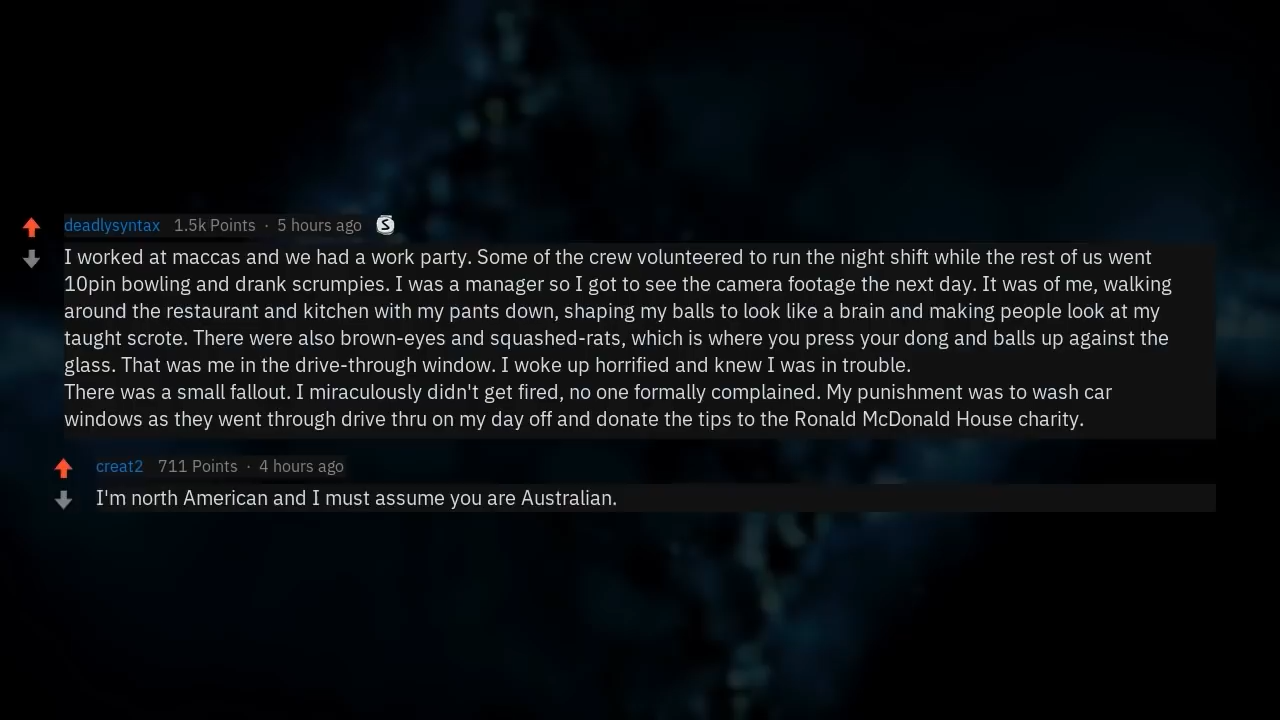 deadlysyntax 1.5k Points · 5 hours ago S
I worked at maccas and we had a work party. Some of the crew volunteered to run the night shift while the rest of us went
10pin bowling and drank scrumpies. I was a manager so I got to see the camera footage the next day. It was of me, walking
around the restaurant and kitchen with my pants down, shaping my balls to look like a brain and making people look at my
taught scrote. There were also brown-eyes and squashed-rats, which is where you press your dong and balls up against the
glass. That was me in the drive-through window. I woke up horrified and knew I was in trouble.
There was a small fallout. I miraculously didn't get fired, no one formally complained. My punishment was to wash car
windows as they went through drive thru on my day off and donate the tips to the Ronald McDonald House charity.
creat2 711 Points · 4 hours ago
I'm north American and I must assume you are Australian.